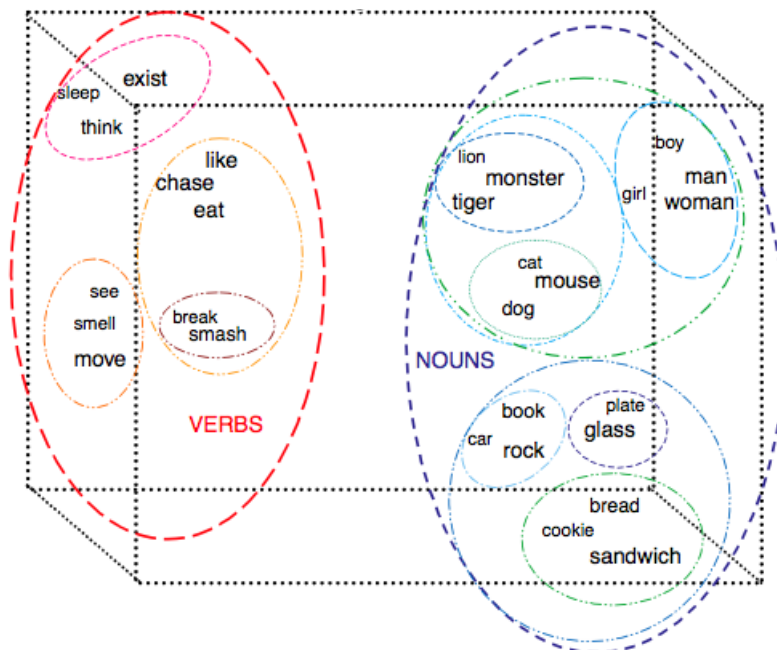 exist
sleep
think
like
chase
eat
see
smell
move
break
smash
VERBS
lion
monster
tiger
boy
man
girl
woman
cat
mouse
dog
NOUNS
book
plate
car
rock
glass
bread
cookie
sandwich